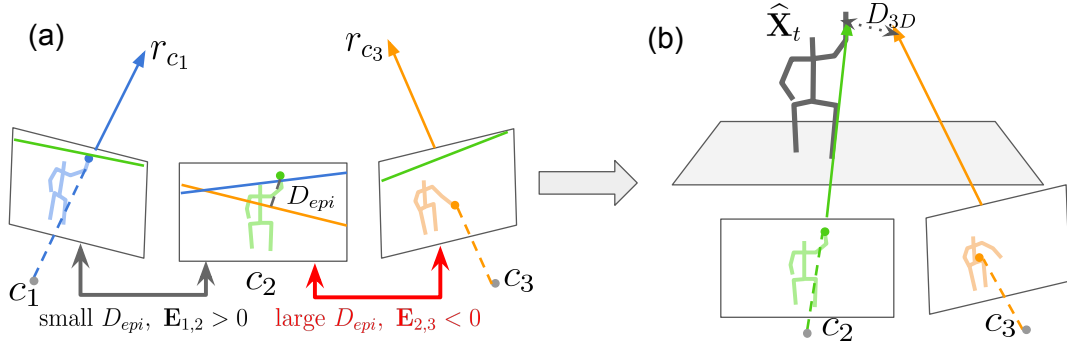 (a)
r_{c_1}
r_{c_3}
D_{epi}
c_1
c_2
c_3
small D_{epi}, E_{1,2} > 0
large D_{epi}, E_{2,3} < 0
(b)
\hat{X}_t
D_{3D}
c_2
c_3